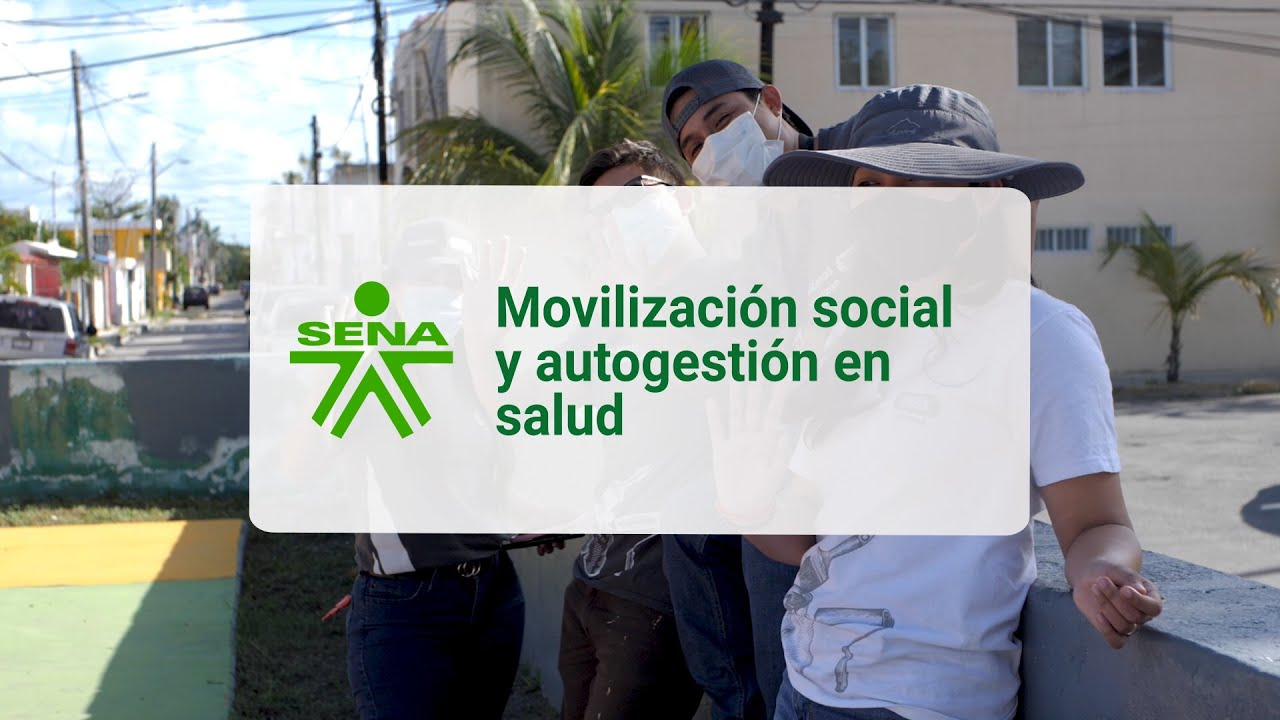 SENA
Movilización social
y autogestión en
salud